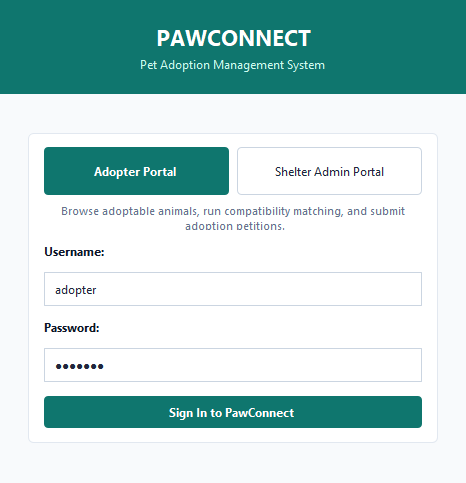 PAWCONNECT
Pet Adoption Management System
Adopter Portal
Shelter Admin Portal
Browse adoptable animals, run compatibility matching, and submit
adoption petitions.
Username:
adopter
Password:
●●●●●●●
Sign In to PawConnect